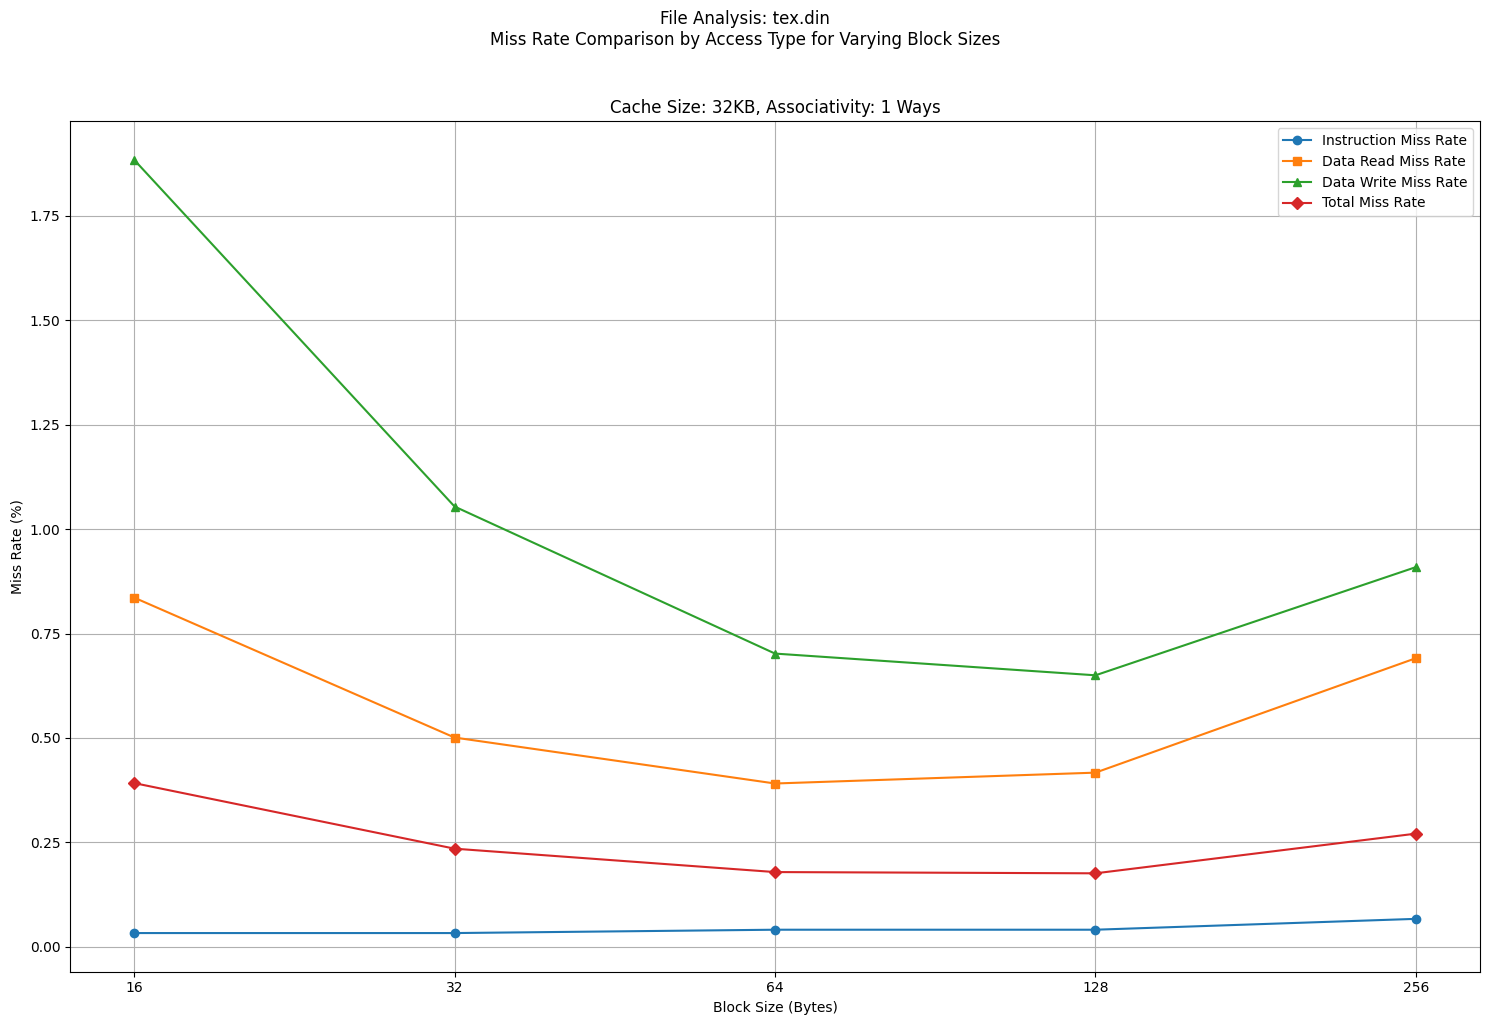 File Analysis: tex.din
Miss Rate Comparison by Access Type for Varying Block Sizes
Cache Size: 32KB, Associativity: 1 Ways
Instruction Miss Rate
Data Read Miss Rate
Data Write Miss Rate
Total Miss Rate
Miss Rate (%)
1.75
1.50
1.25
1.00
0.75
0.50
0.25
0.00
16 32 64 128 256
Block Size (Bytes)